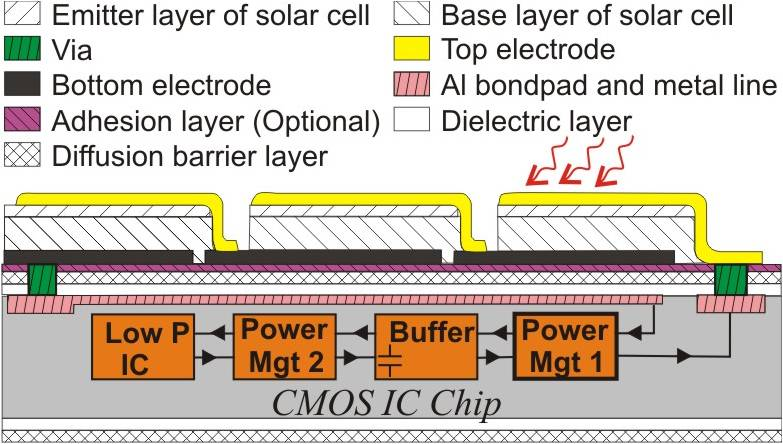 Emitter layer of solar cell
Base layer of solar cell
Via
Top electrode
Bottom electrode
Al bondpad and metal line
Adhesion layer (Optional)
Dielectric layer
Diffusion barrier layer
Low P
IC
Power
Mgt 2
Buffer
Power
Mgt 1
CMOS IC Chip